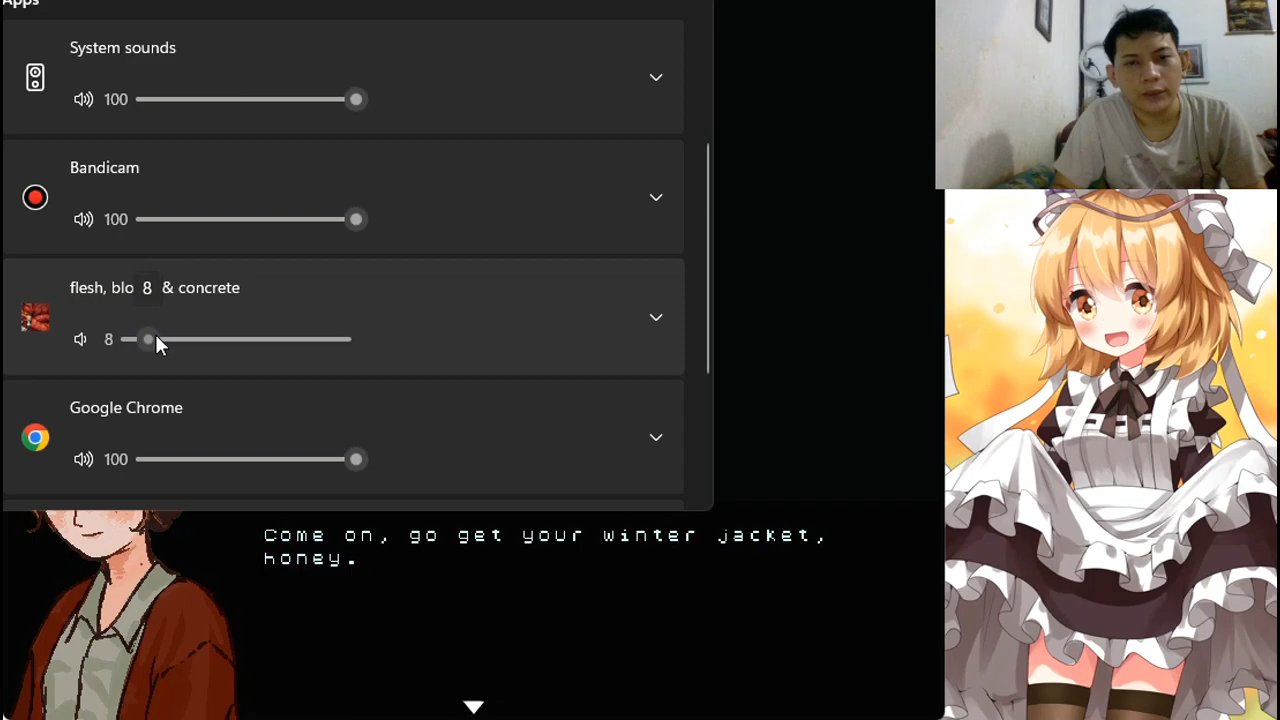 Apps
System sounds
100
Bandicam
100
flesh, blo 8 & concrete
8
Google Chrome
100
Come on, go get your winter jacket,
honey.